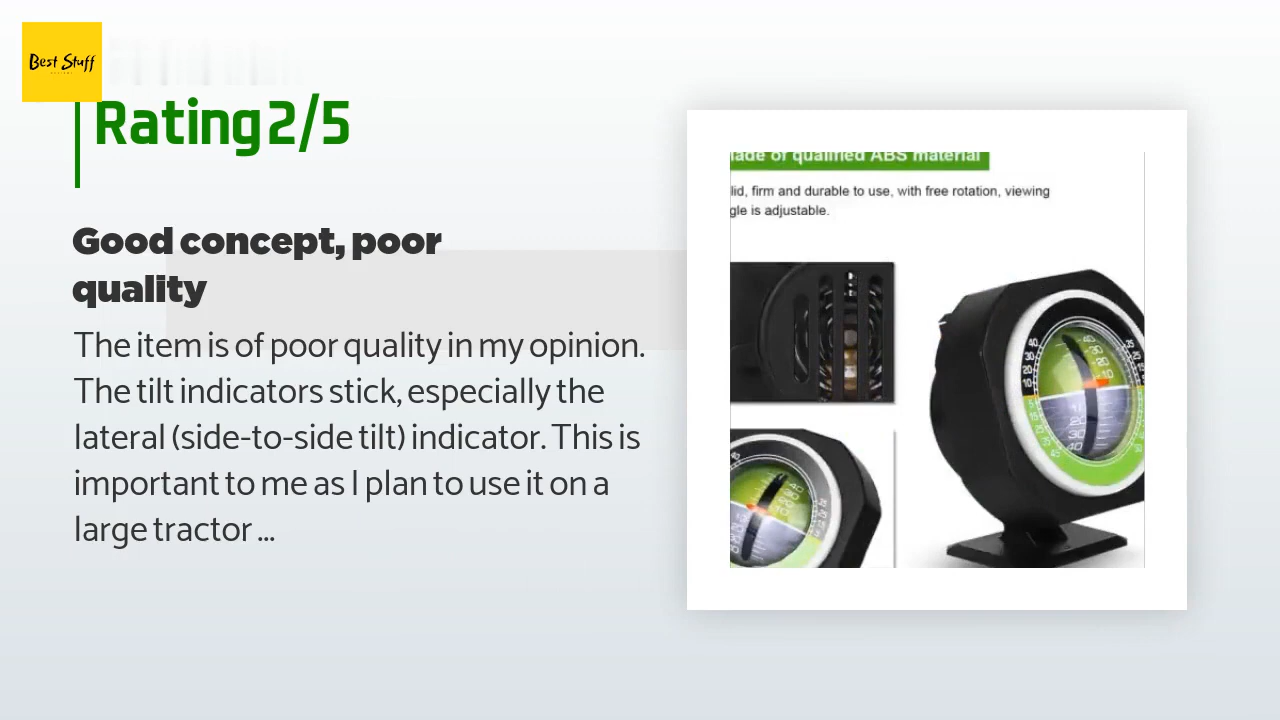 Best Stuff
Rating 2/5
Good concept, poor
quality
The item is of poor quality in my opinion.
The tilt indicators stick, especially the
lateral (side-to-side tilt) indicator. This is
important to me as I plan to use it on a
large tractor ...
lade of qualified ABS material
lid, firm and durable to use, with free rotation, viewing
gle is adjustable.